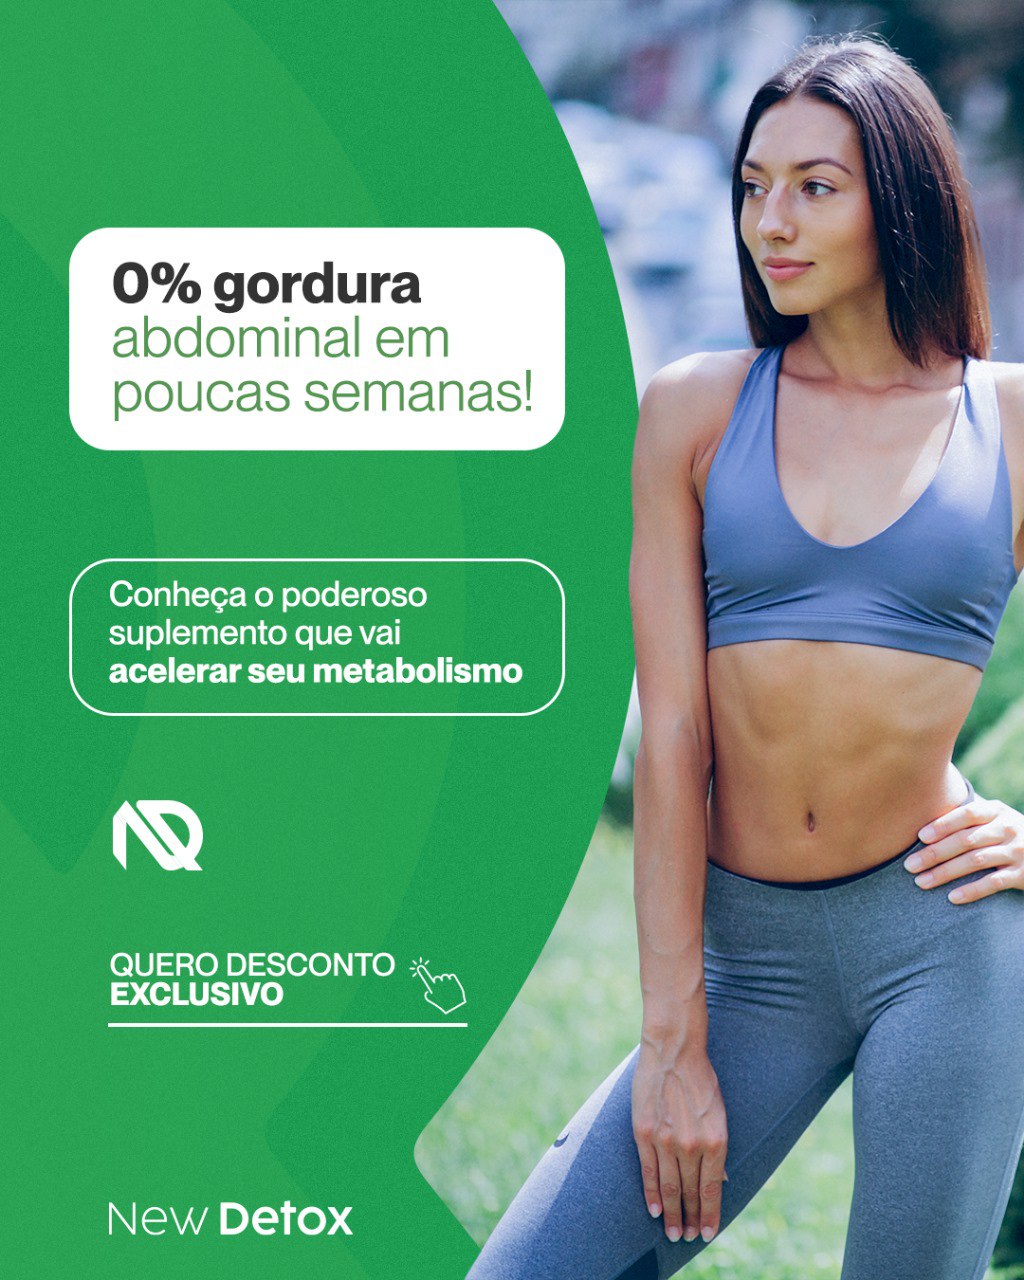 0% gordura
abdominal em
poucas semanas!
Conheça o poderoso
suplemento que vai
acelerar seu metabolismo
QUERO DESCONTO
EXCLUSIVO
New Detox